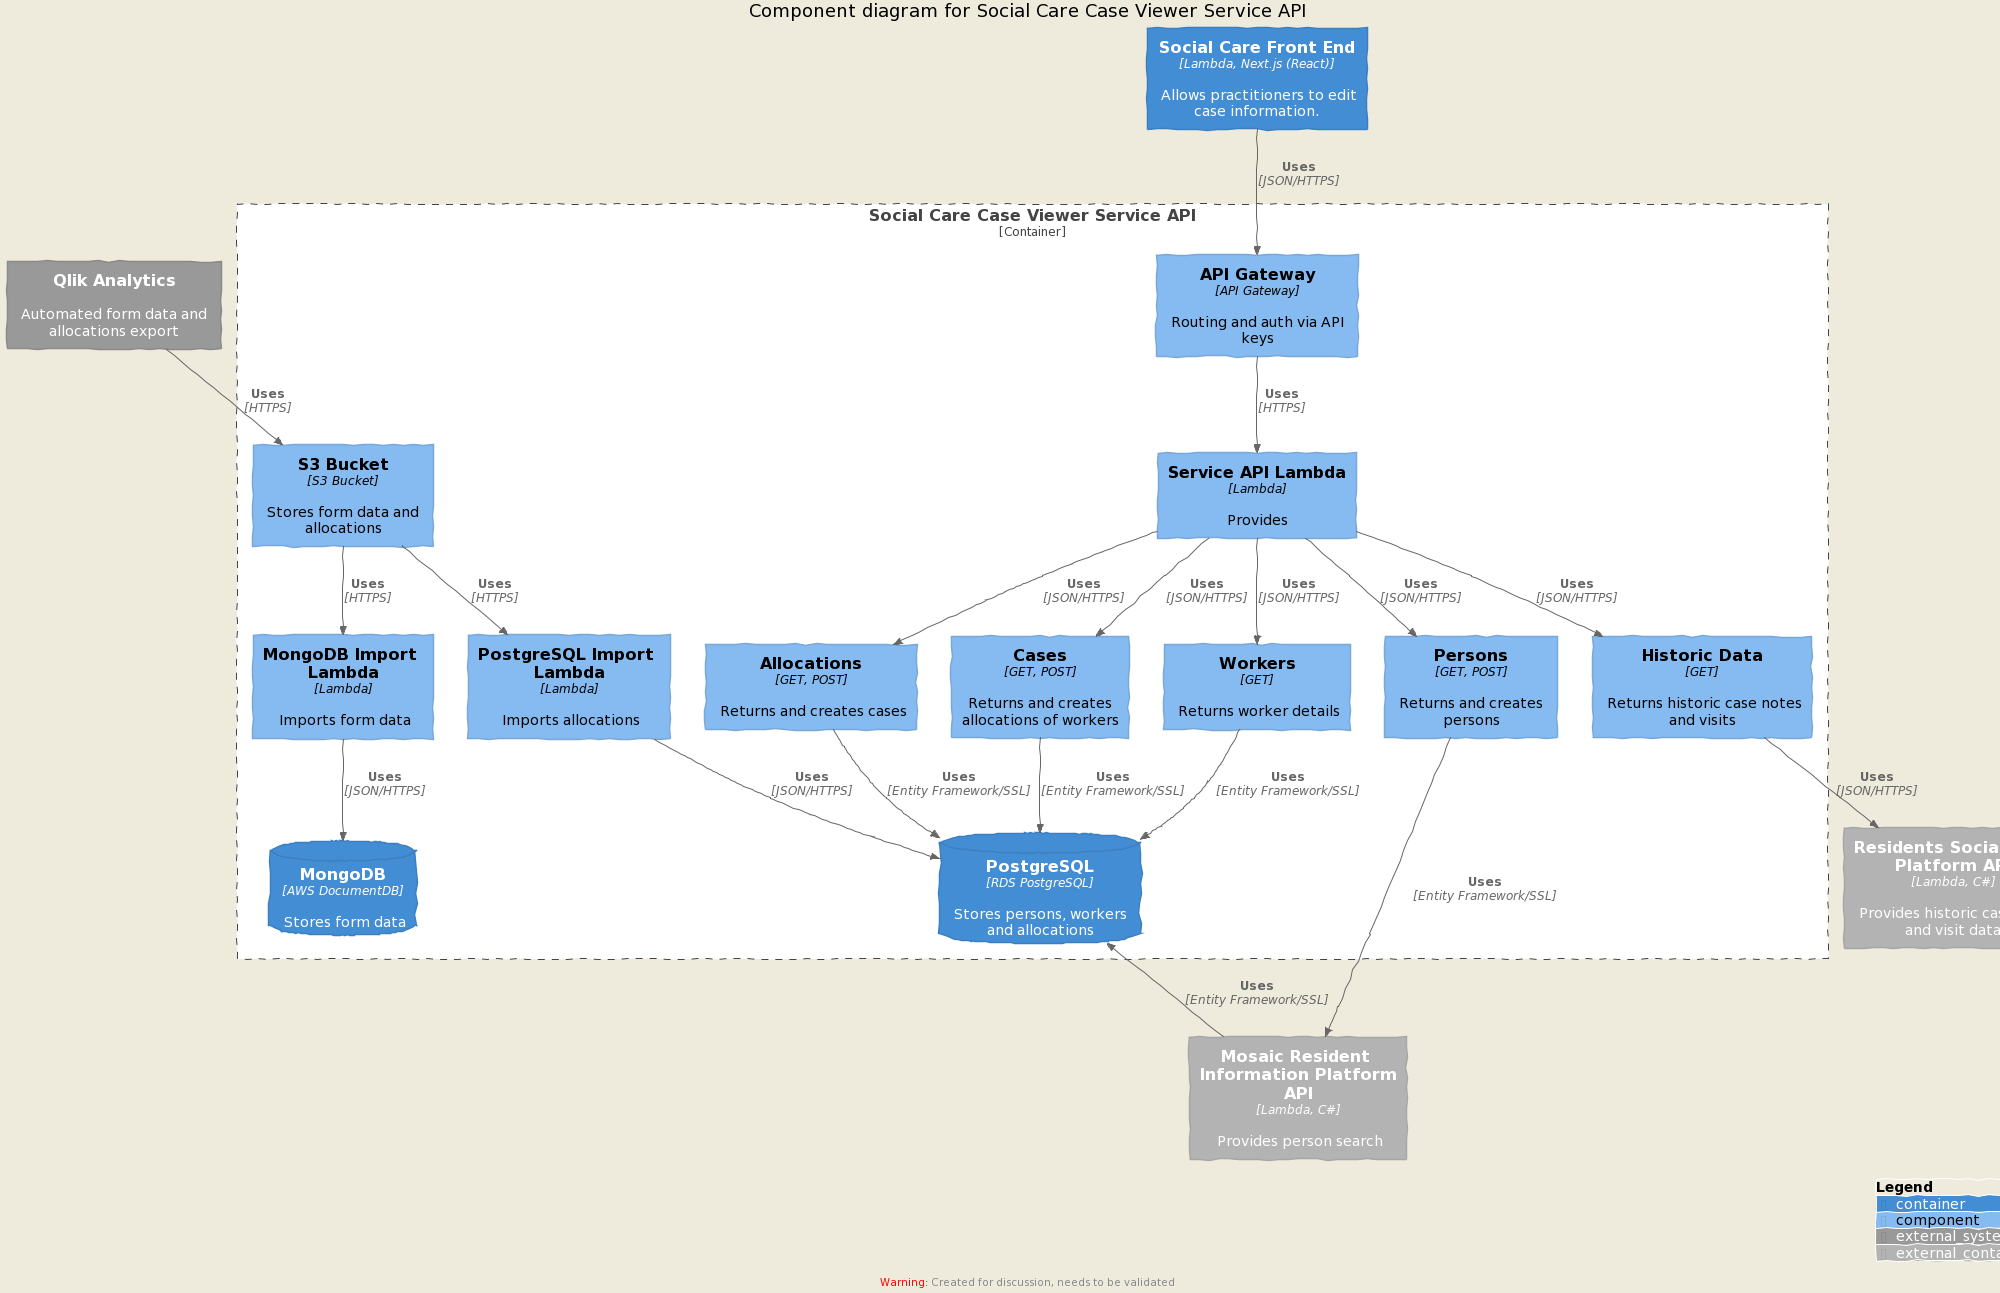 Component diagram for Social Care Case Viewer Service API
Social Care Front End
[Lambda, Next.js (React)]
Allows practitioners to edit
case information.
Uses
[JSON/HTTPS]
Social Care Case Viewer Service API
[Container]
Qlik Analytics
Automated form data and
allocations export
API Gateway
[API Gateway]
Routing and auth via API
keys
Uses
[HTTPS]
Uses
[HTTPS]
S3 Bucket
[S3 Bucket]
Stores form data and
allocations
Service API Lambda
[Lambda]
Provides
Uses
[HTTPS]
Uses
[HTTPS]
Uses
[JSON/HTTPS]
Uses
[JSON/HTTPS]
Uses
[JSON/HTTPS]
Uses
[JSON/HTTPS]
Uses
[JSON/HTTPS]
MongoDB Import
Lambda
[Lambda]
Imports form data
PostgreSQL Import
Lambda
[Lambda]
Imports allocations
Allocations
[GET, POST]
Returns and creates cases
Cases
[GET, POST]
Returns and creates
allocations of workers
Workers
[GET]
Returns worker details
Persons
[GET, POST]
Returns and creates
persons
Historic Data
[GET]
Returns historic case notes
and visits
Uses
[JSON/HTTPS]
Uses
[JSON/HTTPS]
Uses
[Entity Framework/SSL]
Uses
[Entity Framework/SSL]
Uses
[Entity Framework/SSL]
Uses
[JSON/HTTPS]
MongoDB
[AWS DocumentDB]
Stores form data
PostgreSQL
[RDS PostgreSQL]
Stores persons, workers
and allocations
Uses
[Entity Framework/SSL]
Residents Socia
Platform AP
[Lambda, C#]
Provides historic cas
and visit data
Uses
[Entity Framework/SSL]
Mosaic Resident
Information Platform
API
[Lambda, C#]
Provides person search
Legend
container
component
external_syste
external_conta
Warning: Created for discussion, needs to be validated